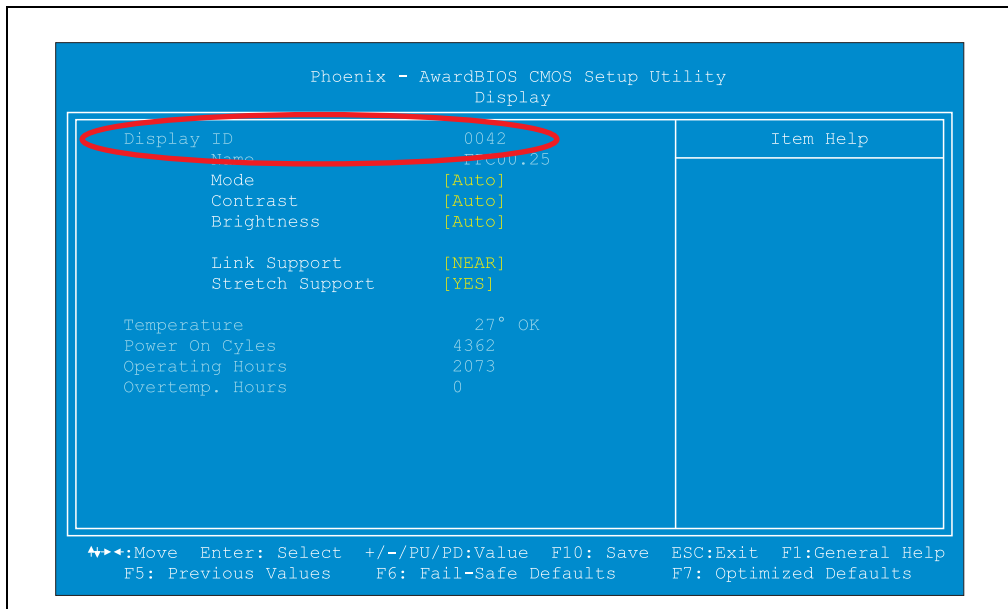 Phoenix - AwardBIOS CMOS Setup Utility
Display
Display ID 0042 Item Help
Name .25
Mode [Auto]
Contrast [Auto]
Brightness [Auto]
Link Support [NEAR]
Stretch Support [YES]
Temperature 27° OK
Power On Cyles 4362
Operating Hours 2073
Overtemp. Hours 0
:Move Enter: Select +/-/PU/PD:Value F10: Save ESC:Exit F1:General Help
F5: Previous Values F6: Fail-Safe Defaults F7: Optimized Defaults